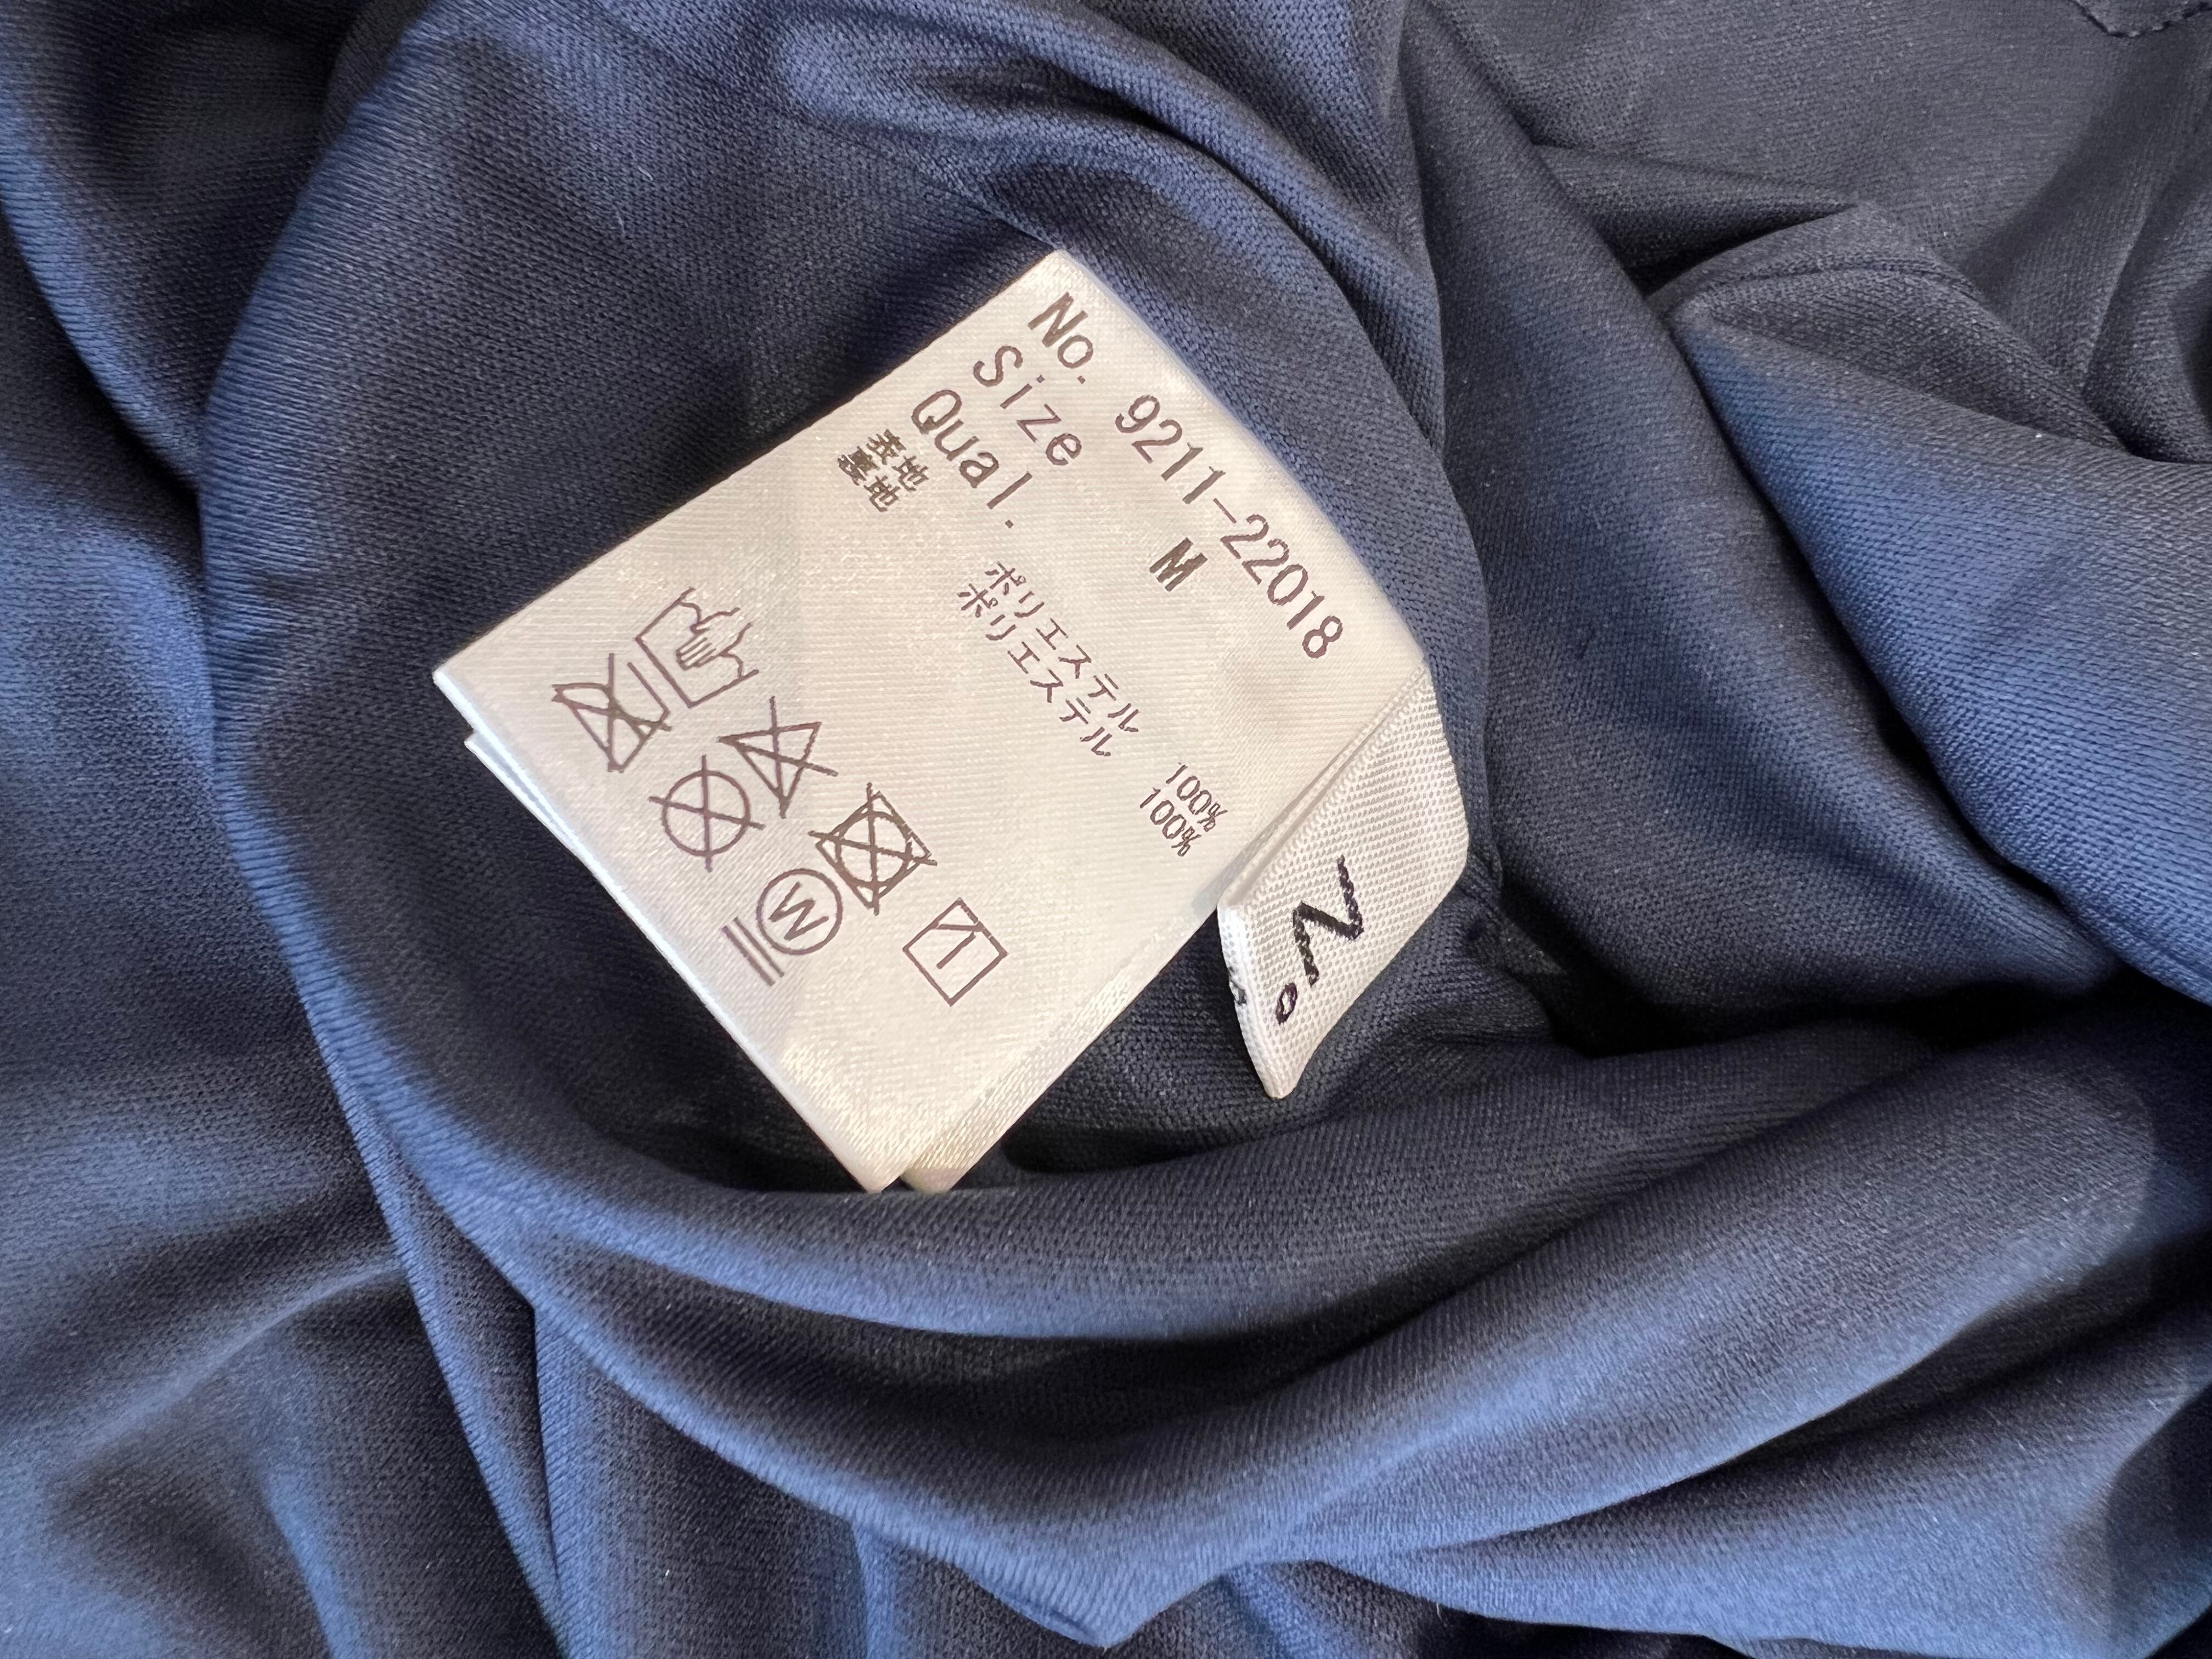 No. 9211-22018
Size M
Qual.
表地 ポリエステル 100%
裏地 ポリエステル 100%
W